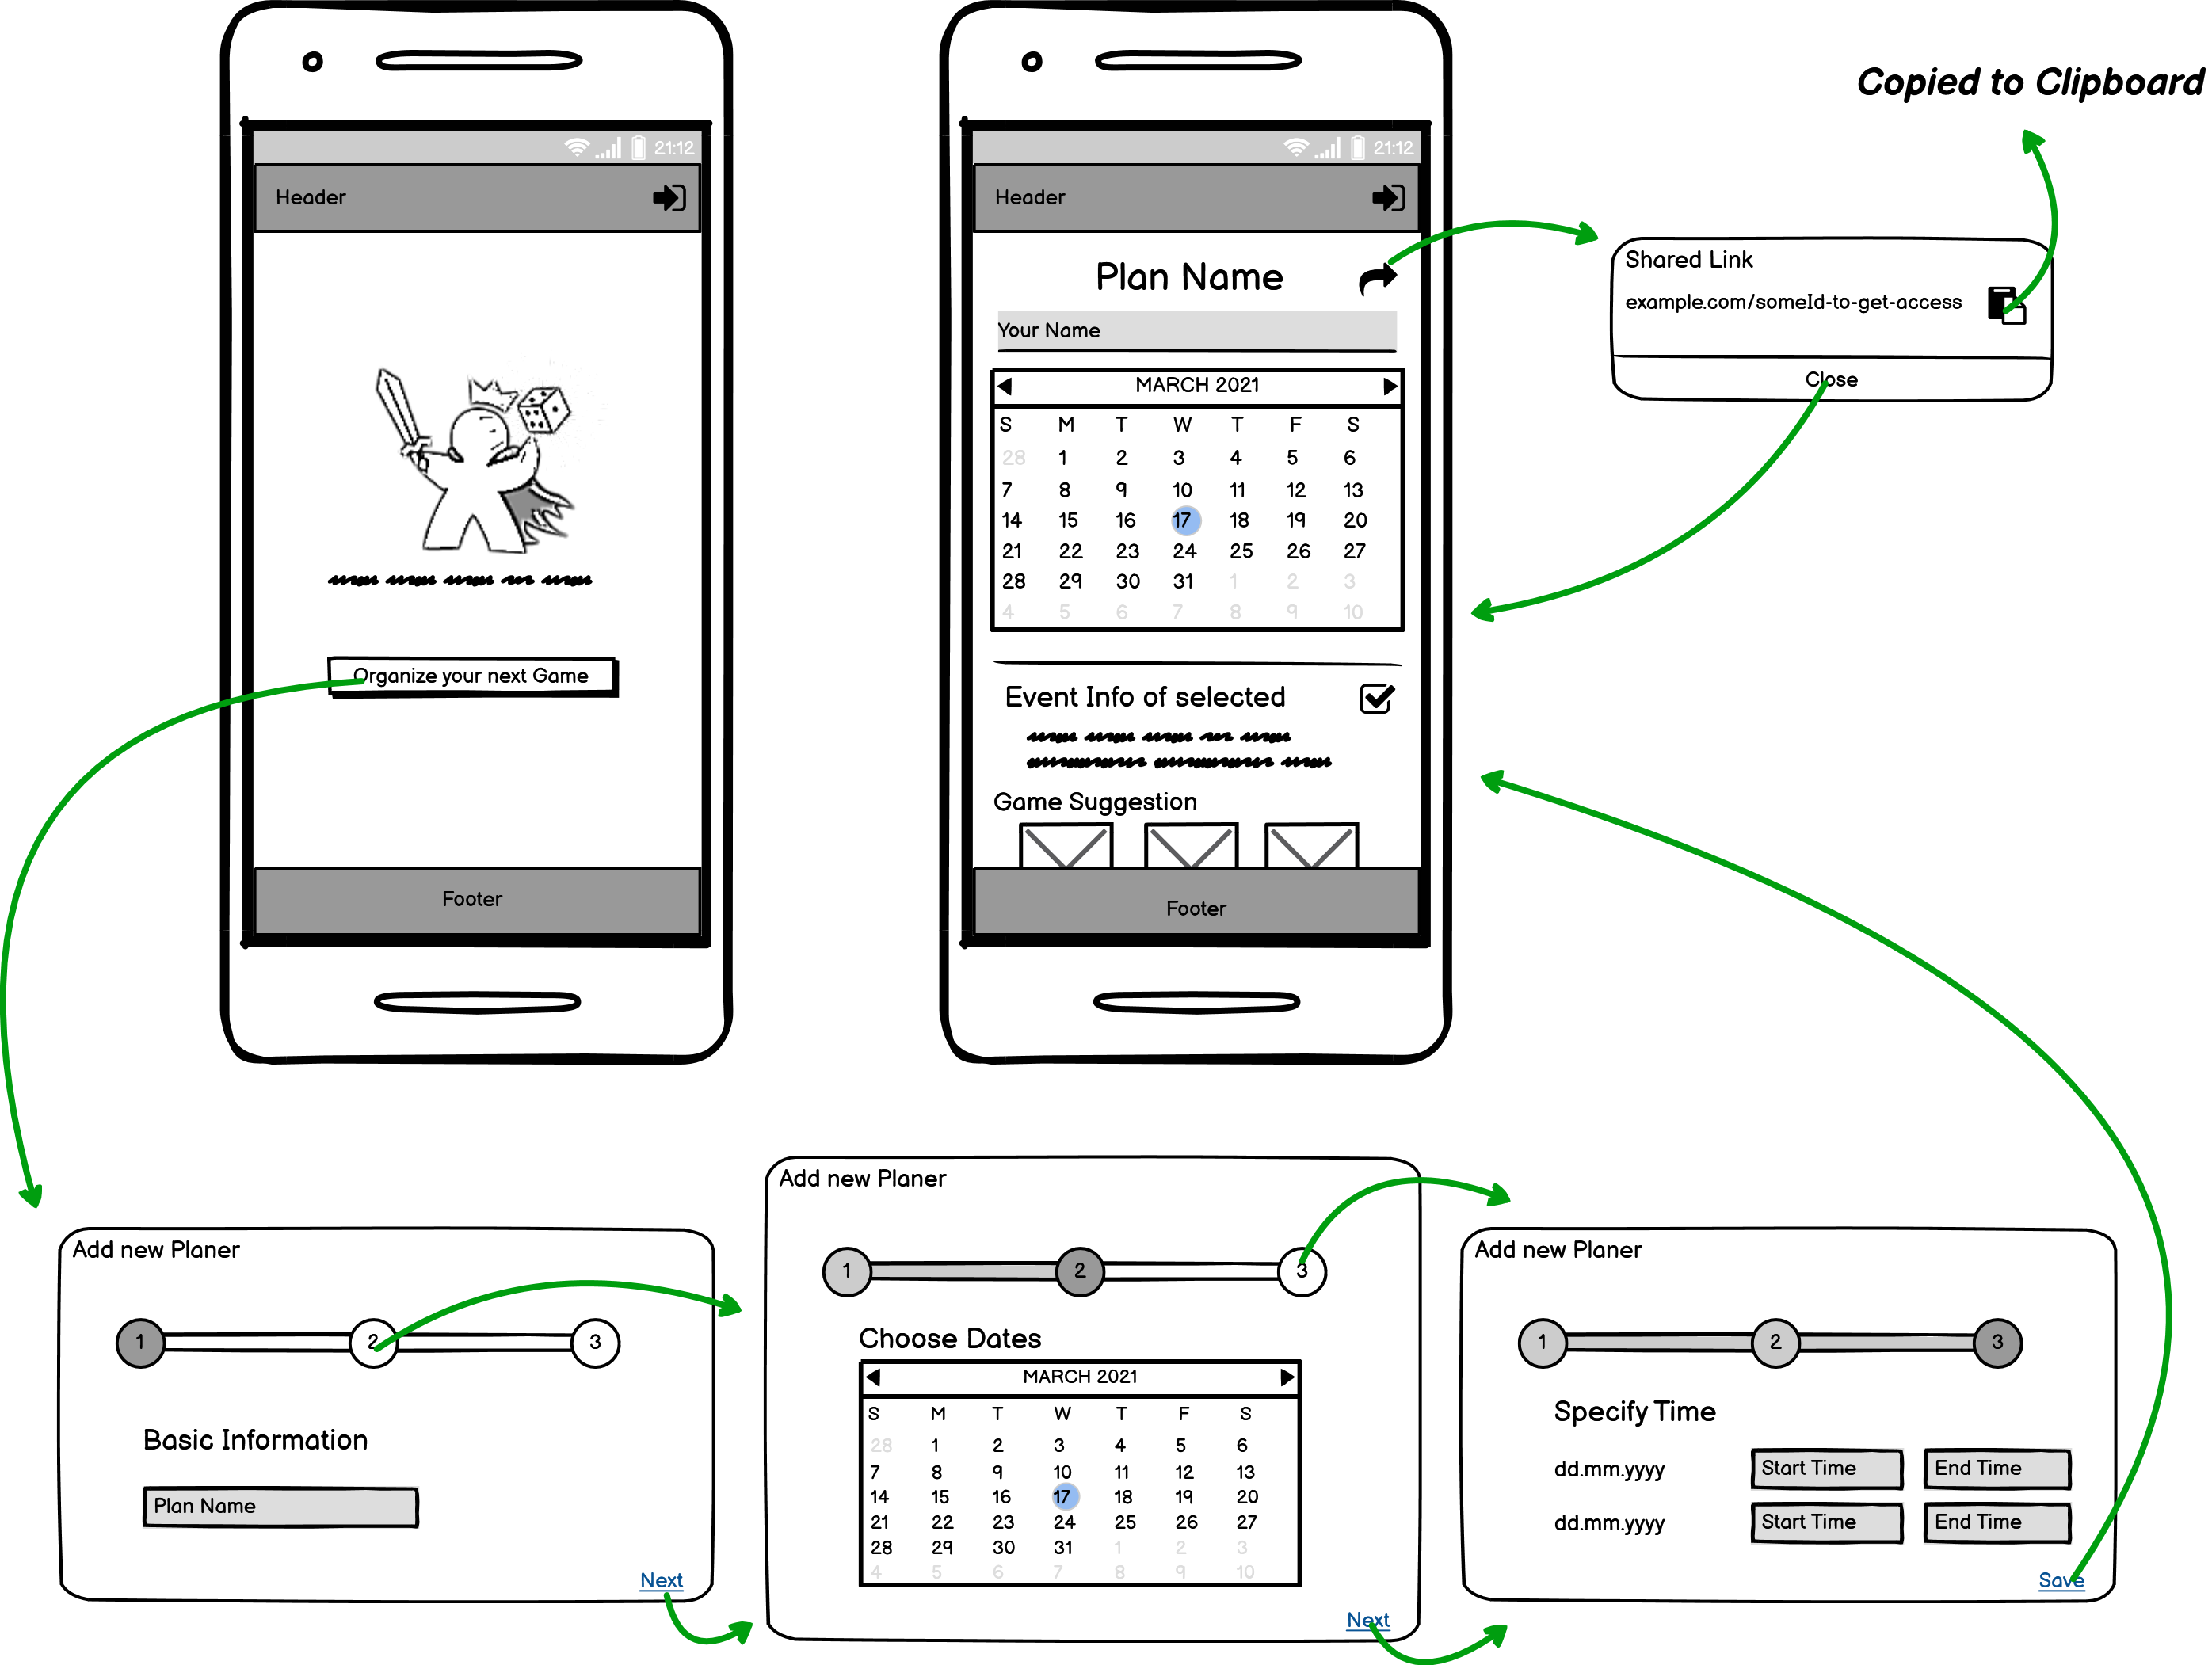 21:12
Header
Organize your next Game
Footer
21:12
Header
Plan Name
Your Name
MARCH 2021
S M T W T F S
28 1 2 3 4 5 6
7 8 9 10 11 12 13
14 15 16 17 18 19 20
21 22 23 24 25 26 27
28 29 30 31 1 2 3
4 5 6 7 8 9 10
Event Info of selected
Game Suggestion
Footer
Copied to Clipboard
Shared Link
example.com/someId-to-get-access
Close
Add new Planer
1 2 3
Basic Information
Plan Name
Next
Add new Planer
1 2 3
Choose Dates
MARCH 2021
S M T W T F S
28 1 2 3 4 5 6
7 8 9 10 11 12 13
14 15 16 17 18 19 20
21 22 23 24 25 26 27
28 29 30 31 1 2 3
4 5 6 7 8 9 10
Next
Add new Planer
1 2 3
Specify Time
dd.mm.yyyy Start Time End Time
dd.mm.yyyy Start Time End Time
Save